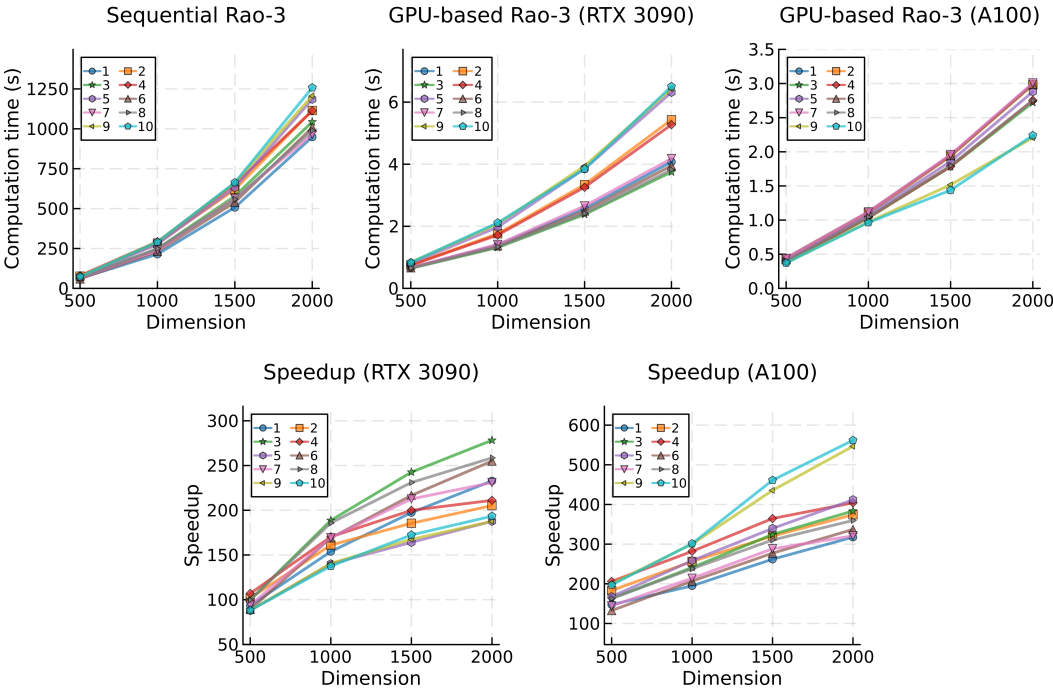 Sequential Rao-3
GPU-based Rao-3 (RTX 3090)
GPU-based Rao-3 (A100)
Computation time (s)
1250
1000
750
500
250
0
1 2
3 4
5 6
7 8
9 10
500 1000 1500 2000
Dimension
Computation time (s)
6
4
2
0
1 2
3 4
5 6
7 8
9 10
500 1000 1500 2000
Dimension
Computation time (s)
3.5
3.0
2.5
2.0
1.5
1.0
0.5
0.0
1 2
3 4
5 6
7 8
9 10
500 1000 1500 2000
Dimension
Speedup (RTX 3090)
Speedup (A100)
Speedup
300
250
200
150
100
50
1 2
3 4
5 6
7 8
9 10
500 1000 1500 2000
Dimension
Speedup
600
500
400
300
200
100
1 2
3 4
5 6
7 8
9 10
500 1000 1500 2000
Dimension